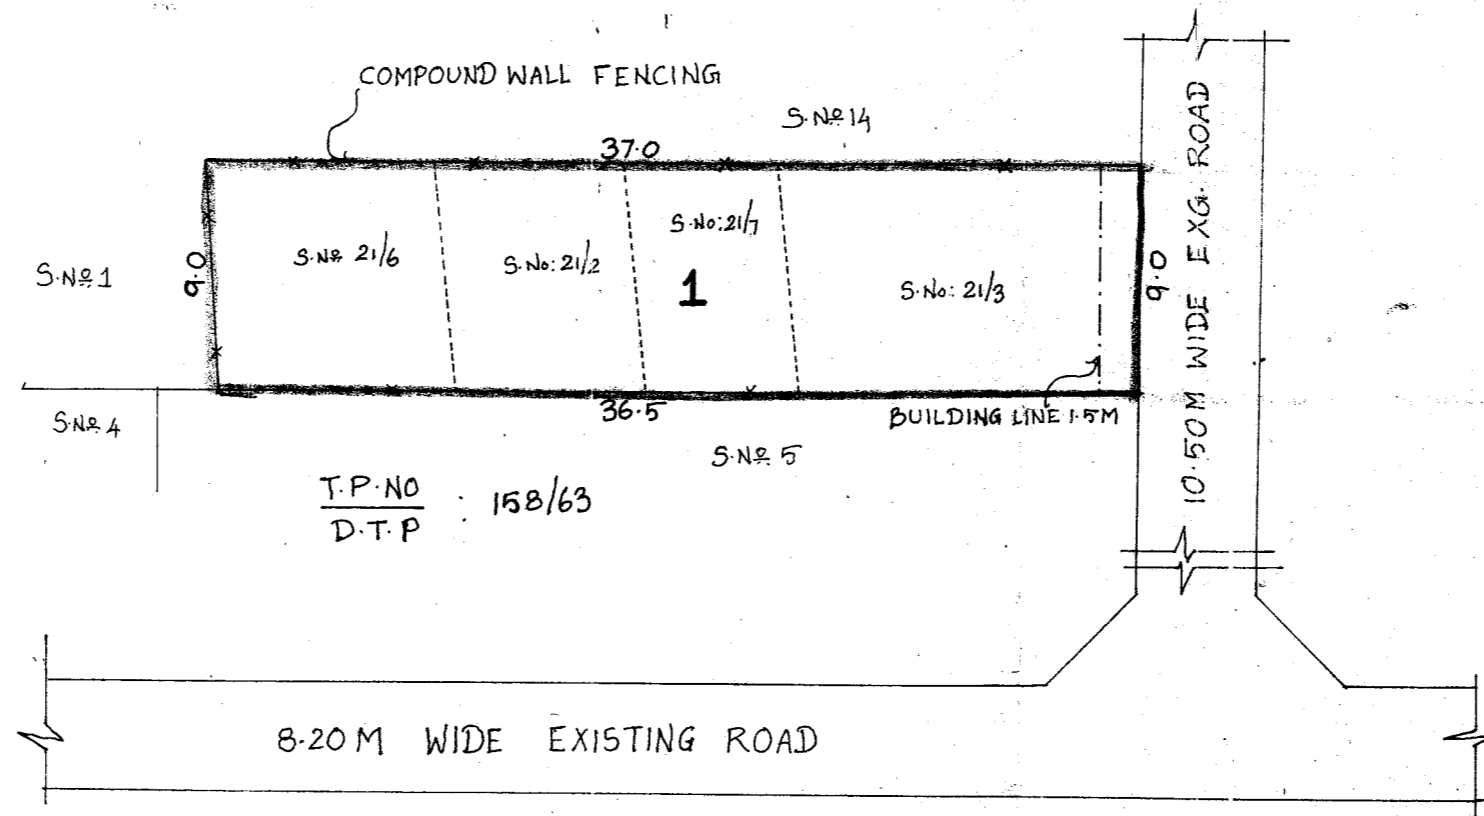 COMPOUND WALL FENCING
S.No 14
37.0
S.No 1
9.0
S.No 21/6
S.No: 21/2
S.No: 21/7
1
S.No: 21/3
9.0
10.50M WIDE EXG. ROAD
S.No 4
36.5
BUILDING LINE 1.5M
S.No 5
T.P.NO
D.T.P
: 158/63
8.20M WIDE EXISTING ROAD